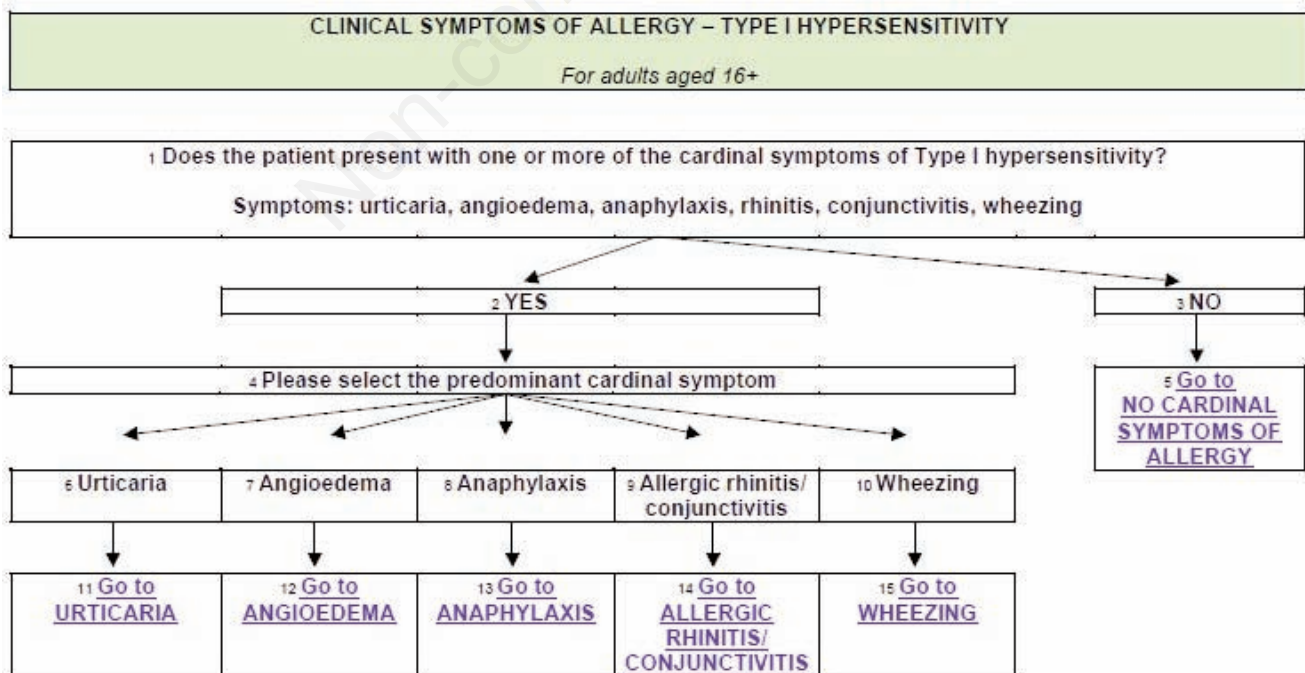 CLINICAL SYMPTOMS OF ALLERGY – TYPE I HYPERSENSITIVITY
For adults aged 16+
1 Does the patient present with one or more of the cardinal symptoms of Type I hypersensitivity?
Symptoms: urticaria, angioedema, anaphylaxis, rhinitis, conjunctivitis, wheezing
2 YES
3 NO
4 Please select the predominant cardinal symptom
5 Go to
NO CARDINAL
SYMPTOMS OF
ALLERGY
6 Urticaria
7 Angioedema
8 Anaphylaxis
9 Allergic rhinitis/
conjunctivitis
10 Wheezing
11 Go to
URTICARIA
12 Go to
ANGIOEDEMA
13 Go to
ANAPHYLAXIS
14 Go to
ALLERGIC
RHINITIS/
CONJUNCTIVITIS
15 Go to
WHEEZING